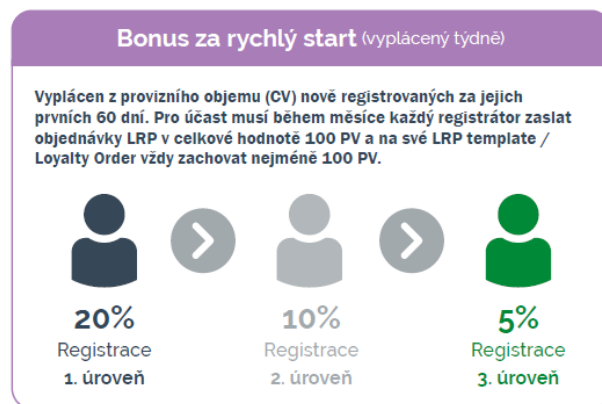 Bonus za rychlý start (vyplácený týdně)
Vyplácen z provizního objemu (CV) nově registrovaných za jejich
prvních 60 dní. Pro účast musí během měsíce každý registrátor zaslat
objednávky LRP v celkové hodnotě 100 PV a na své LRP template /
Loyalty Order vždy zachovat nejméně 100 PV.
20% 10% 5%
Registrace Registrace Registrace
1. úroveň 2. úroveň 3. úroveň